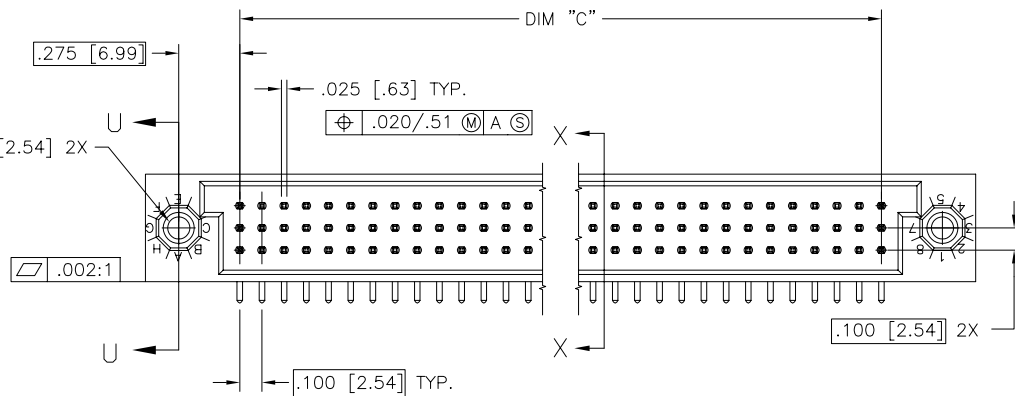 DIM "C"
.275 [6.99]
.025 [.63] TYP.
⌖ .020/.51 Ⓜ A Ⓢ
U
X
[2.54] 2X
E
F
G
H
A
B
C
5
4
3
2
1
8
7
⏥ .002:1
.100 [2.54] 2X
U
X
.100 [2.54] TYP.